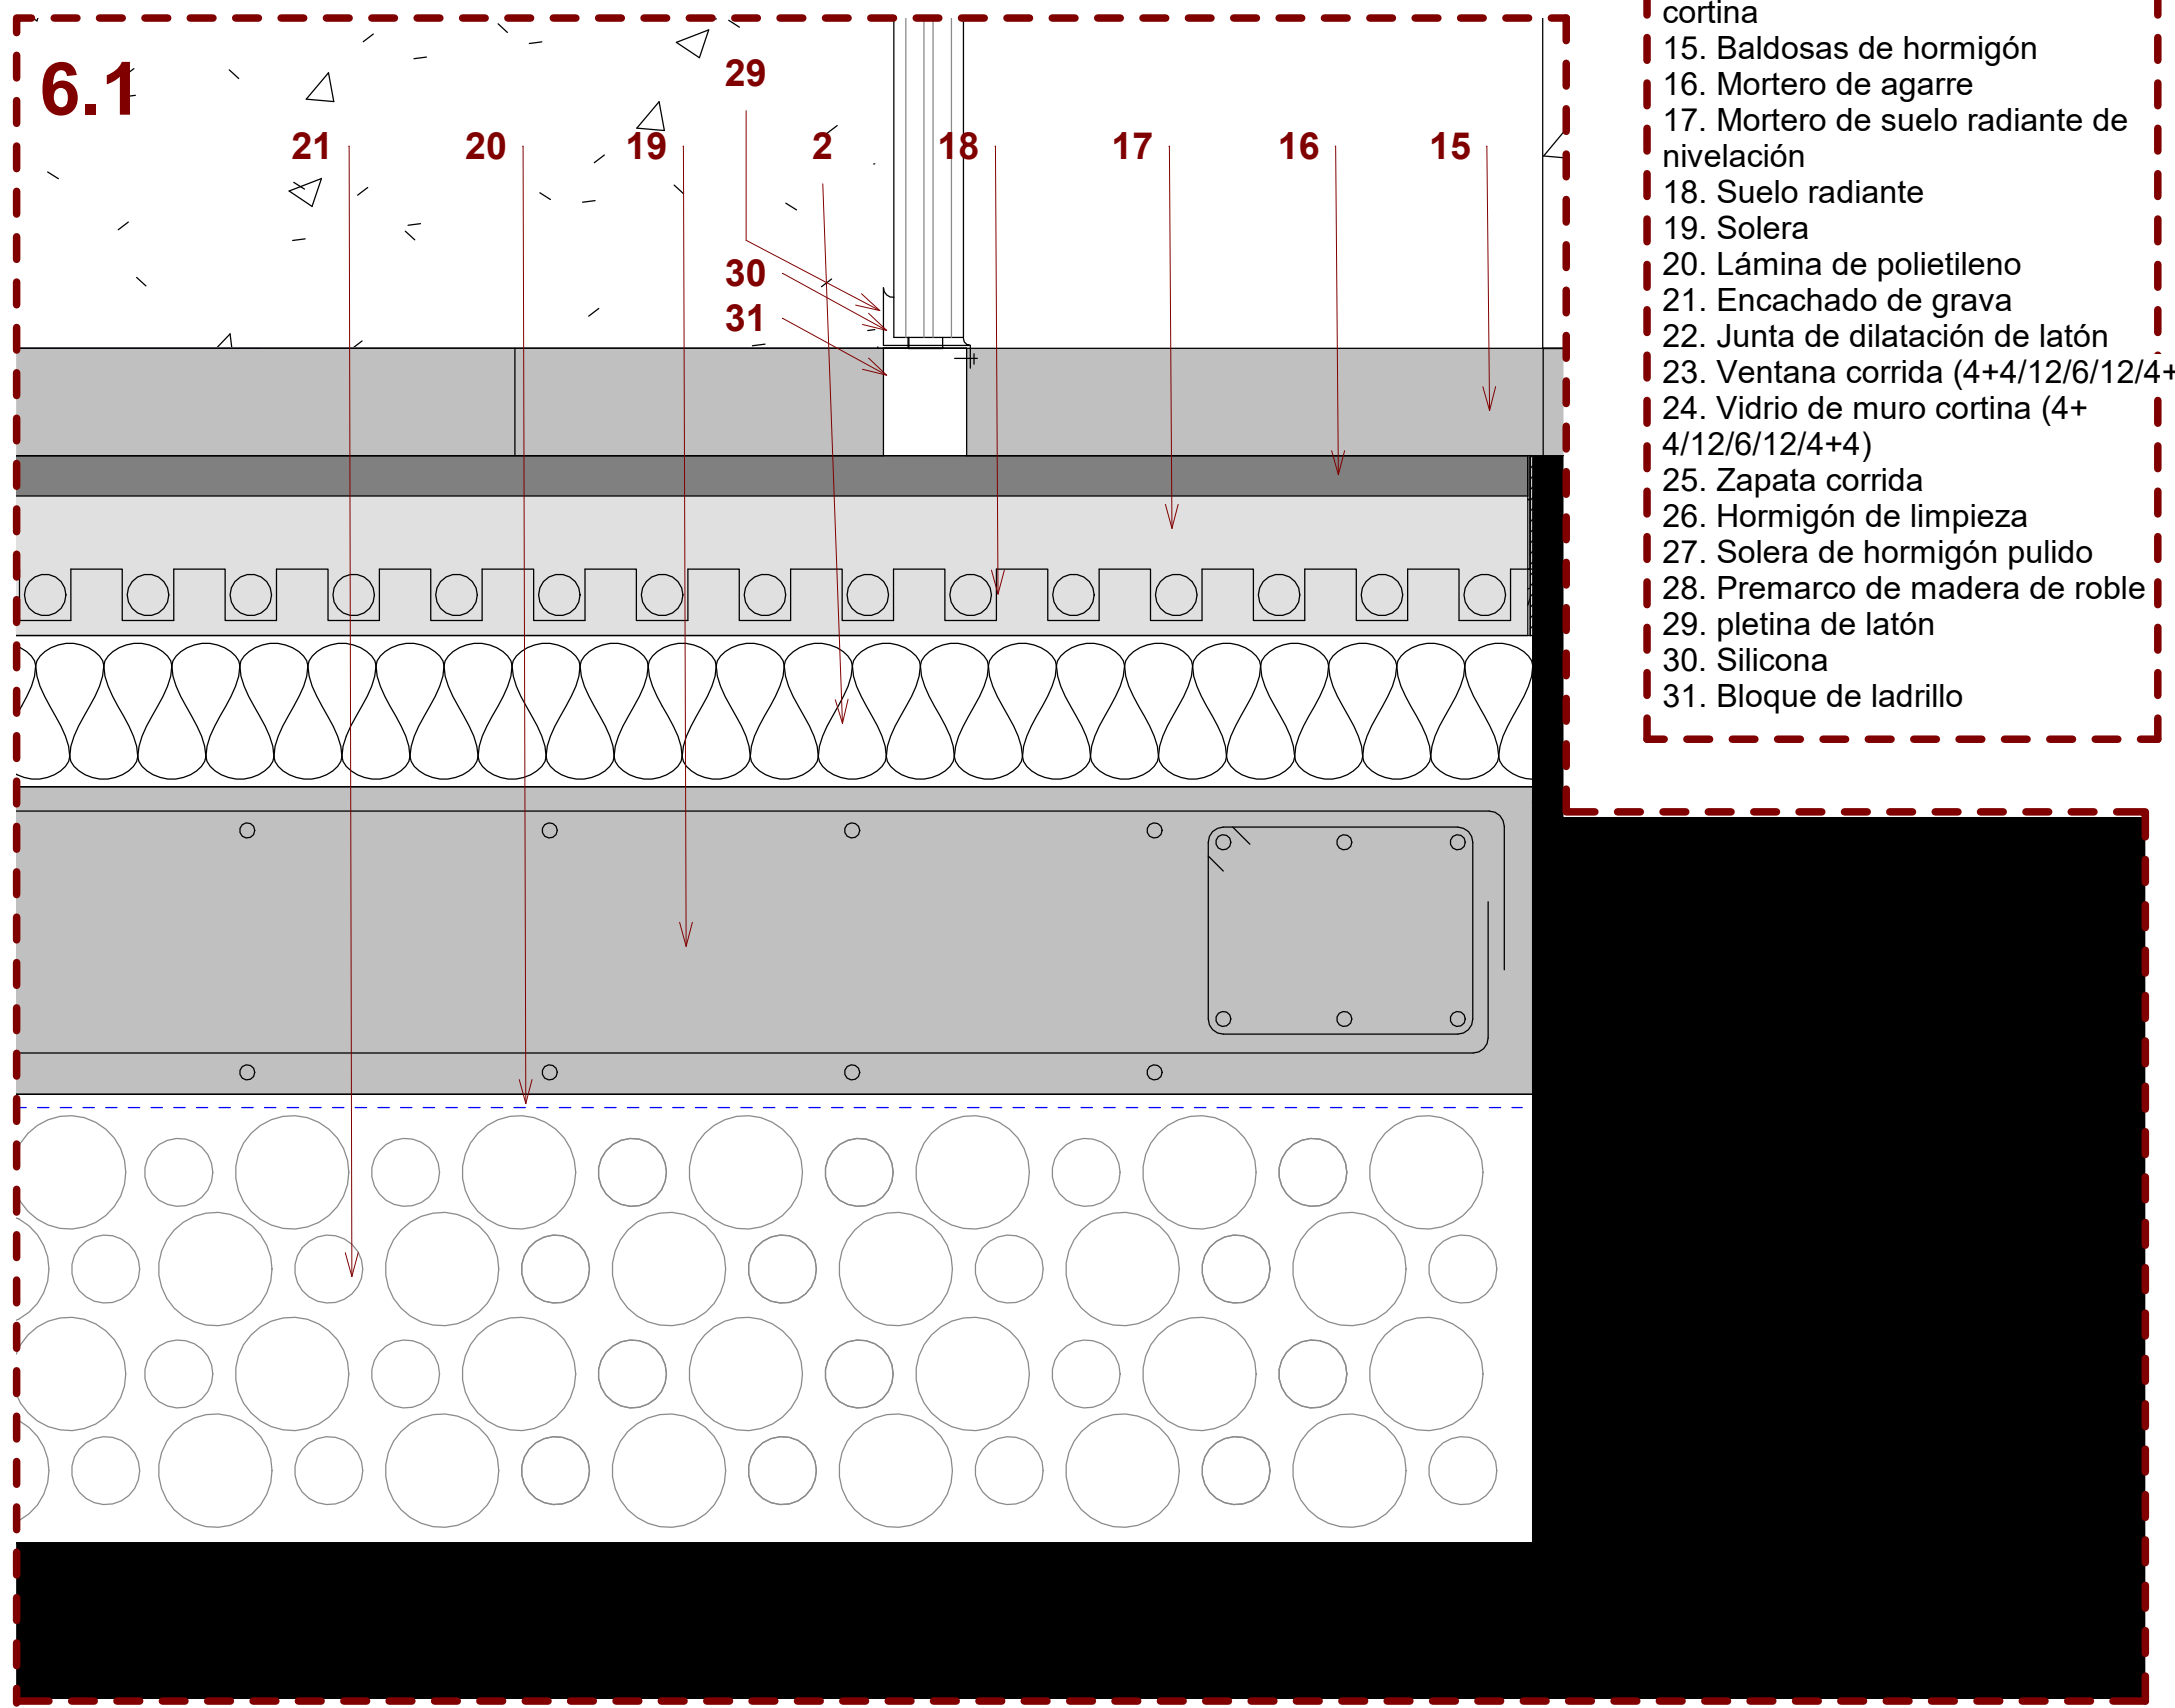 6.1
29
21 20 19 2 18 17 16 15
30
31
cortina
15. Baldosas de hormigón
16. Mortero de agarre
17. Mortero de suelo radiante de
nivelación
18. Suelo radiante
19. Solera
20. Lámina de polietileno
21. Encachado de grava
22. Junta de dilatación de latón
23. Ventana corrida (4+4/12/6/12/4+
24. Vidrio de muro cortina (4+
4/12/6/12/4+4)
25. Zapata corrida
26. Hormigón de limpieza
27. Solera de hormigón pulido
28. Premarco de madera de roble
29. pletina de latón
30. Silicona
31. Bloque de ladrillo